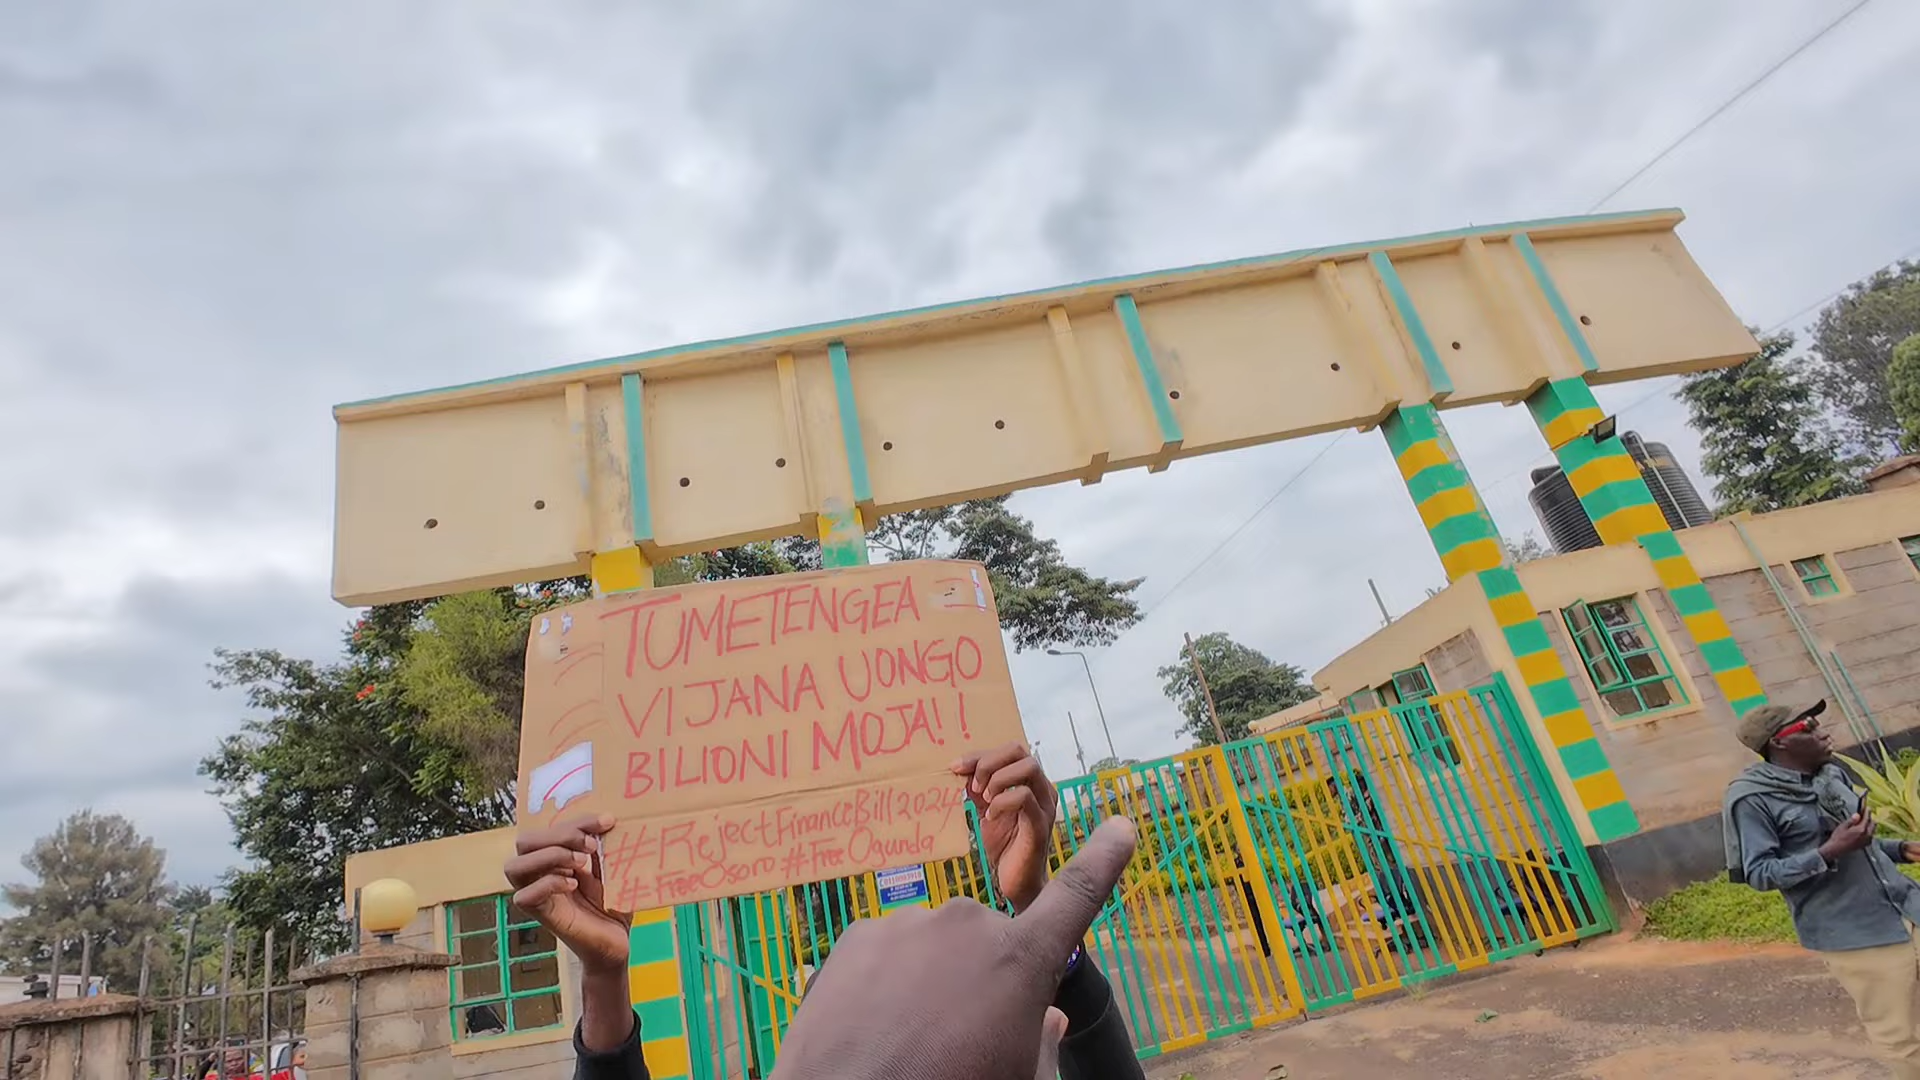 TUMETENGEA
VIJANA UONGO
BILIONI MOJA!!
#RejectFinanceBill2024
#FreeOsoro #FreeOgunda